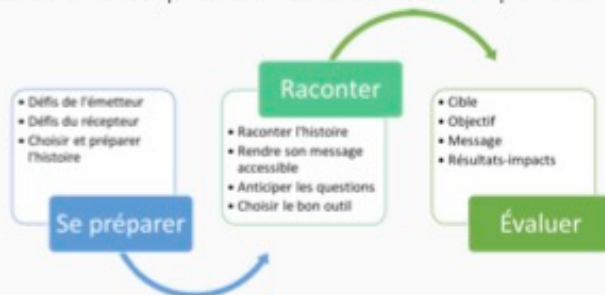 • Défis de l'émetteur
• Défis du récepteur
• Choisir et préparer
l'histoire
Se préparer
Raconter
• Raconter l'histoire
• Rendre son message
accessible
• Anticiper les questions
• Choisir le bon outil
• Cible
• Objectif
• Message
• Résultats-impacts
Évaluer